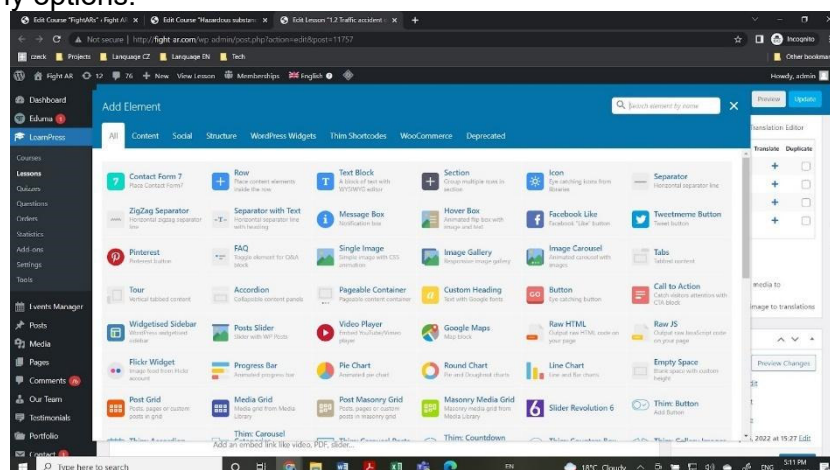 ny options.
Edit Course "FightARs" ‹ Fight AR
Edit Course "Hazardous substan
Edit Lesson "1.2 Traffic accident
Not secure | http://fight ar.com/wp admin/post.php?action=edit&post=11757
Incognito
czeck Projects Language CZ Language EN Tech
Other bookmar
Fight AR 12 76 + New View Lesson Memberships English
Howdy, admin
Dashboard
Eduma 1
LearnPress
Courses
Lessons
Quizzes
Questions
Orders
Statistics
Add-ons
Settings
Tools
Events Manager
Posts
Media
Pages
Comments
Our Team
Testimonials
Portfolio
Contact
Add Element
Search element by name
All Content Social Structure WordPress Widgets Thim Shortcodes WooCommerce Deprecated
Contact Form 7
Place Contact Form7
Row
Place content elements inside the row
Text Block
A block of text with WYSIWYG editor
Section
Group multiple rows in section
Icon
Eye catching icons from libraries
Separator
Horizontal separator line
ZigZag Separator
Horizontal zigzag separator line
Separator with Text
Horizontal separator line with heading
Message Box
Notification box
Hover Box
Animated flip box with image and text
Facebook Like
Facebook "Like" button
Tweetmeme Button
Tweet button
Pinterest
Pinterest button
FAQ
Toggle element for Q&A block
Single Image
Simple image with CSS animation
Image Gallery
Responsive image gallery
Image Carousel
Animated carousel with images
Tabs
Tabbed content
Tour
Vertical tabbed content
Accordion
Collapsible content panels
Pageable Container
Pageable content container
Custom Heading
Text with Google fonts
Button
Eye catching button
Call to Action
Catch visitors attention with CTA block
Widgetised Sidebar
WordPress widgetised sidebar
Posts Slider
Slider with WP Posts
Video Player
Embed YouTube/Vimeo player
Google Maps
Map block
Raw HTML
Output raw HTML code on your page
Raw JS
Output raw JavaScript code on your page
Flickr Widget
Image feed from Flickr account
Progress Bar
Animated progress bar
Pie Chart
Animated pie chart
Round Chart
Pie and Doughnut charts
Line Chart
Line and Bar charts
Empty Space
Blank space with custom height
Post Grid
Posts, pages or custom posts in grid
Media Grid
Media grid from Media Library
Post Masonry Grid
Posts, pages or custom posts in masonry grid
Masonry Media Grid
Masonry media grid from Media Library
Slider Revolution 6
Thim: Button
Add Button
Thim: Accordion
Thim: Carousel
Thim: Carousel Posts
Thim: Countdown
Thim: Counters Box
Thim: Gallery Images
Add an embed link like video, PDF, slider...
Preview Update
Translation Editor
Translate Duplicate
media to
image to translations
Preview Changes
dit
2022 at 15:27 Edit
Type here to search
EN
18°C Cloudy
ENG
5:11 PM